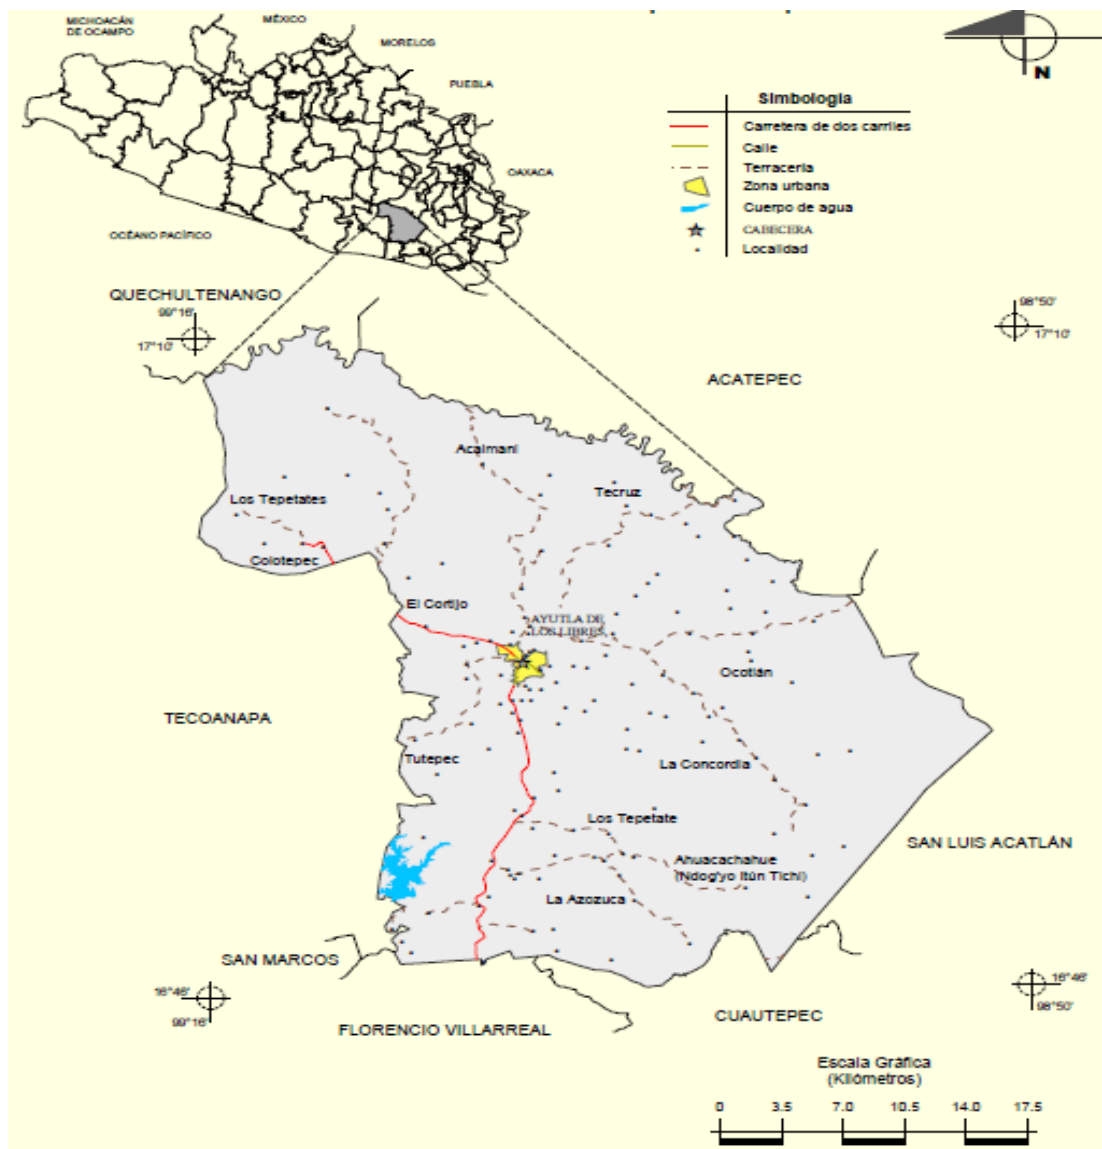 MICHOACÁN
DE OCAMPO
MÉXICO
MORELOS
PUEBLA
OAXACA
OCÉANO PACÍFICO
N
Simbología
Carretera de dos carriles
Calle
Terracería
Zona urbana
Cuerpo de agua
CABECERA
Localidad
QUECHULTENANGO
99°16'
17°10'
98°50'
17°10'
ACATEPEC
Acalmani
Los Tepetates
Tecruz
Colotepec
El Cortijo
AYUTLA DE
LOS LIBRES
Ocotlán
TECOANAPA
Tutepec
La Concordia
Los Tepetate
SAN LUIS ACATLÁN
Ahuacachahue
(Ndog'yo Itún Tichi)
La Azozuca
SAN MARCOS
16°46'
99°16'
16°46'
98°50'
FLORENCIO VILLARREAL
CUAUTEPEC
Escala Gráfica
(Kilómetros)
0 3.5 7.0 10.5 14.0 17.5